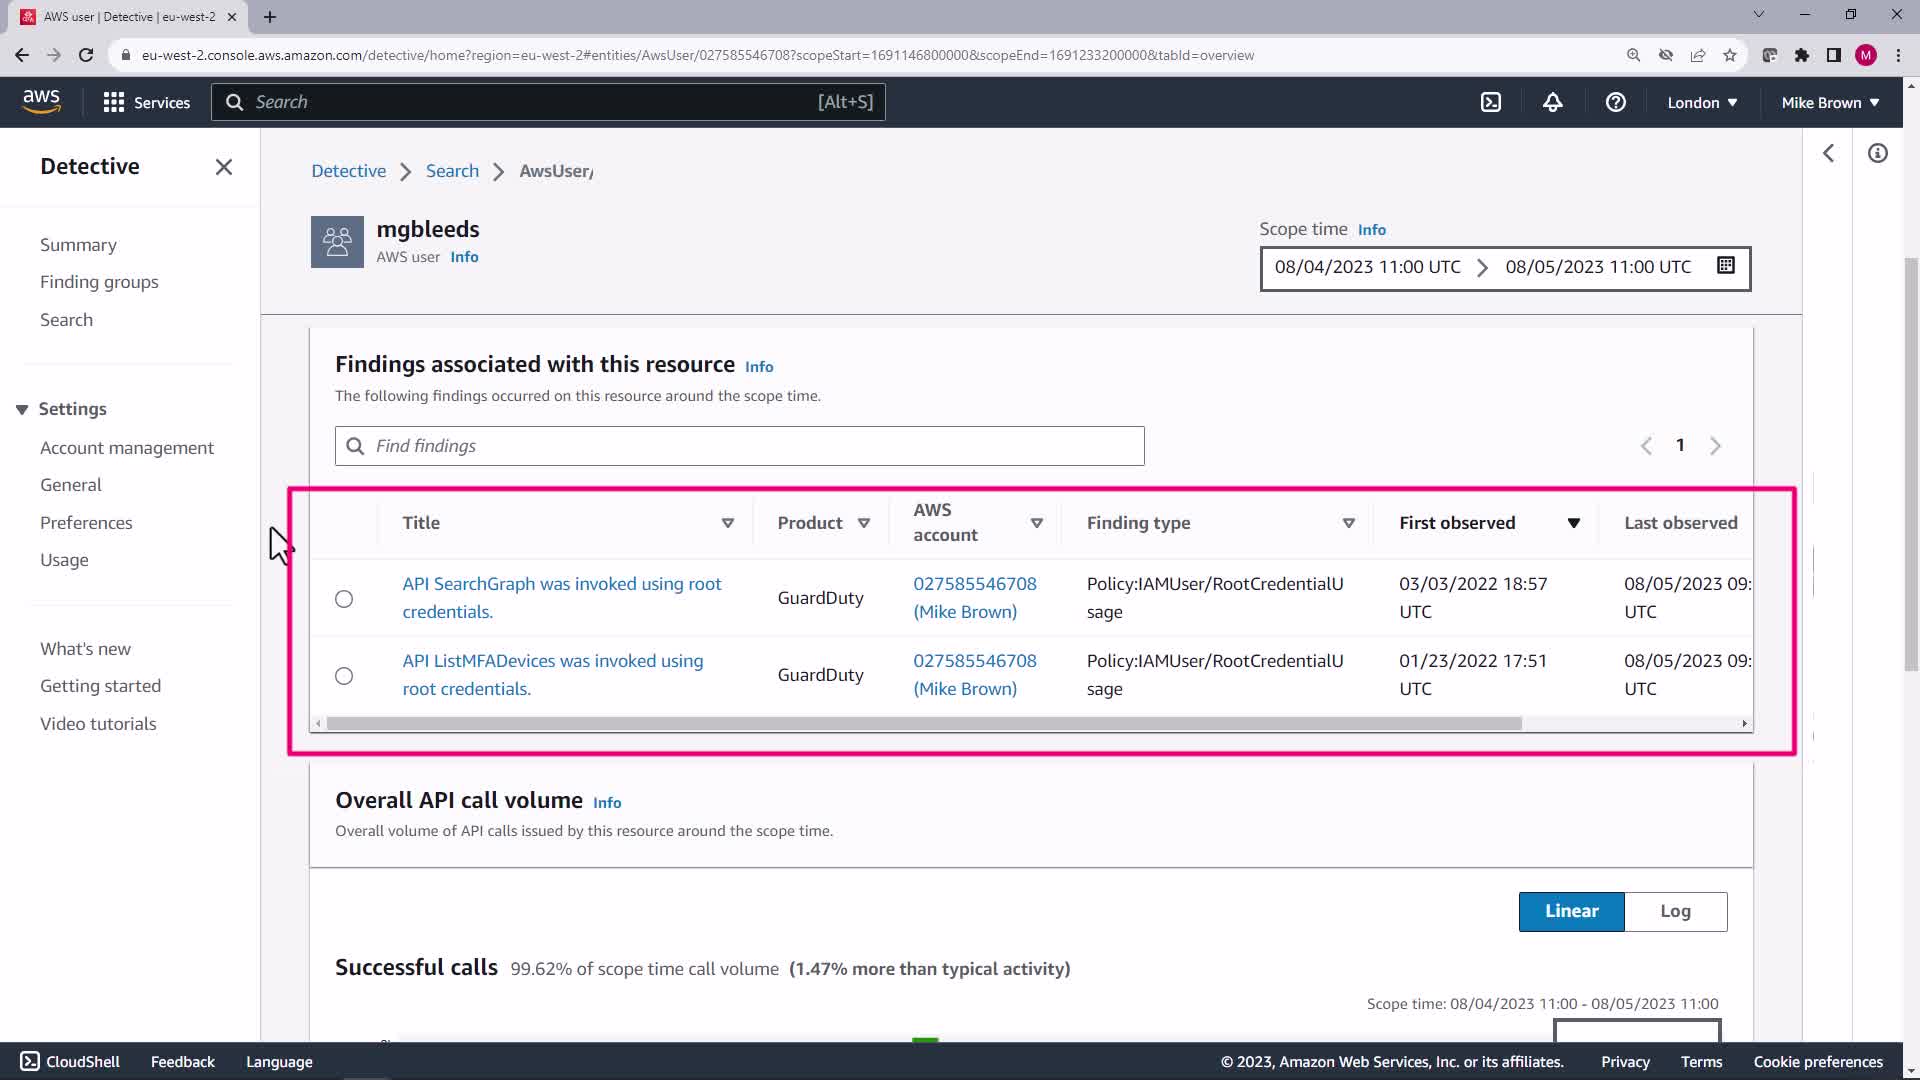 AWS user | Detective | eu-west-2
eu-west-2.console.aws.amazon.com/detective/home?region=eu-west-2#entities/AwsUser/027585546708?scopeStart=1691146800000&scopeEnd=1691233200000&tabId=overview
M
aws
Services
Search
[Alt+S]
London
Mike Brown
Detective
Summary
Finding groups
Search
Settings
Account management
General
Preferences
Usage
What's new
Getting started
Video tutorials
Detective
Search
AwsUser/
mgbleeds
AWS user Info
Scope time Info
08/04/2023 11:00 UTC
08/05/2023 11:00 UTC
Findings associated with this resource Info
The following findings occurred on this resource around the scope time.
Find findings
1
Title
Product
AWS
account
Finding type
First observed
Last observed
API SearchGraph was invoked using root
credentials.
GuardDuty
027585546708
(Mike Brown)
Policy:IAMUser/RootCredentialU
sage
03/03/2022 18:57
UTC
08/05/2023 09:
UTC
API ListMFADevices was invoked using
root credentials.
GuardDuty
027585546708
(Mike Brown)
Policy:IAMUser/RootCredentialU
sage
01/23/2022 17:51
UTC
08/05/2023 09:
UTC
Overall API call volume Info
Overall volume of API calls issued by this resource around the scope time.
Linear
Log
Successful calls 99.62% of scope time call volume (1.47% more than typical activity)
Scope time: 08/04/2023 11:00 - 08/05/2023 11:00
CloudShell
Feedback
Language
© 2023, Amazon Web Services, Inc. or its affiliates.
Privacy
Terms
Cookie preferences